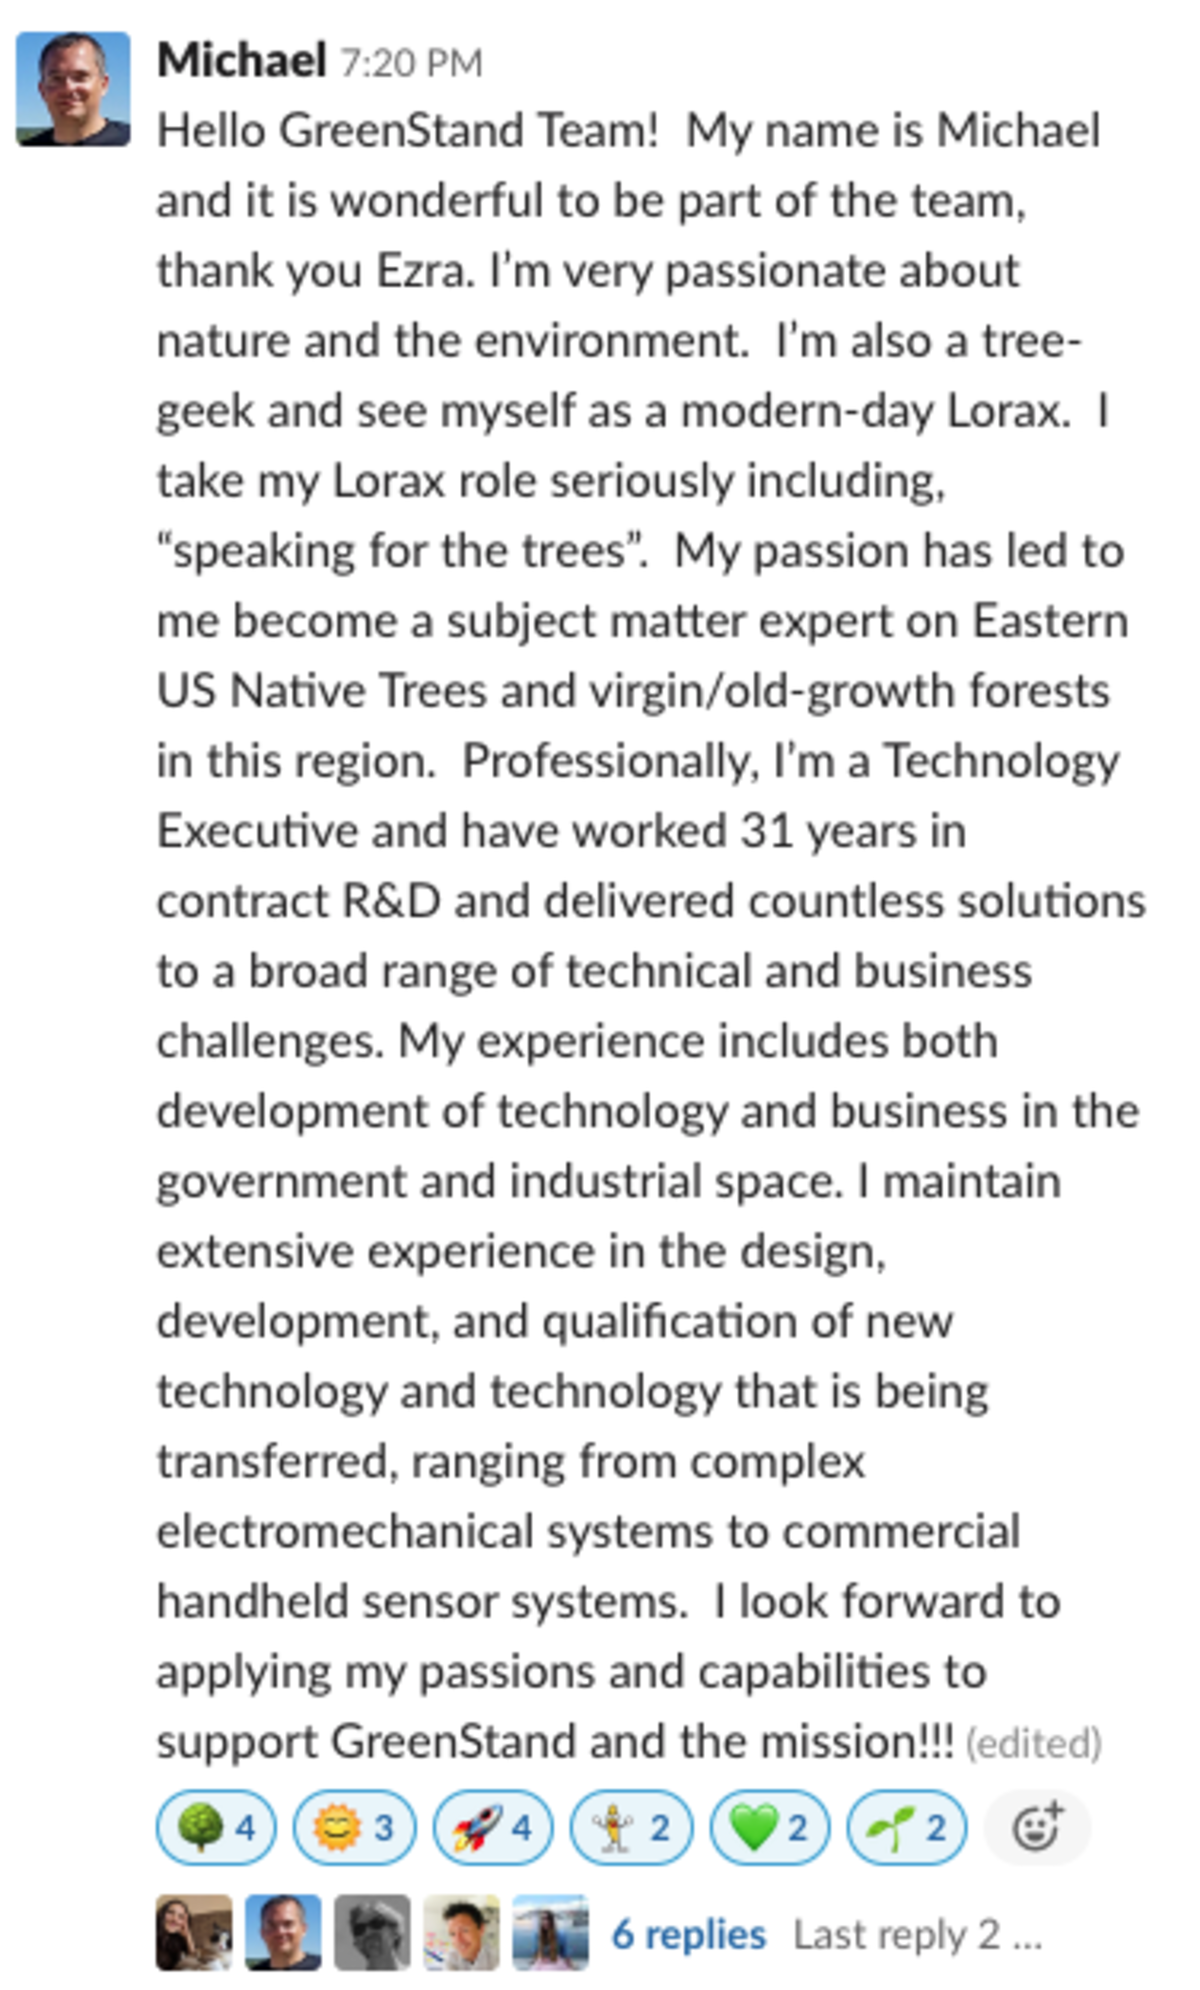 Michael 7:20 PM
Hello GreenStand Team!  My name is Michael
and it is wonderful to be part of the team,
thank you Ezra. I’m very passionate about
nature and the environment.  I’m also a tree-
geek and see myself as a modern-day Lorax.  I
take my Lorax role seriously including,
“speaking for the trees”.  My passion has led to
me become a subject matter expert on Eastern
US Native Trees and virgin/old-growth forests
in this region.  Professionally, I’m a Technology
Executive and have worked 31 years in
contract R&D and delivered countless solutions
to a broad range of technical and business
challenges. My experience includes both
development of technology and business in the
government and industrial space. I maintain
extensive experience in the design,
development, and qualification of new
technology and technology that is being
transferred, ranging from complex
electromechanical systems to commercial
handheld sensor systems.  I look forward to
applying my passions and capabilities to
support GreenStand and the mission!!! (edited)
4 3 4 2 2 2
6 replies Last reply 2 ...